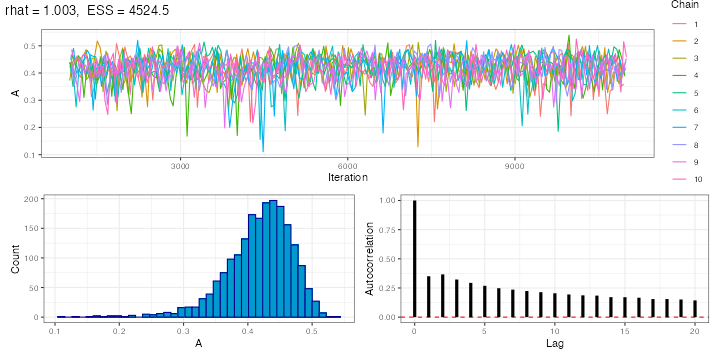 rhat = 1.003,  ESS = 4524.5
Chain
1
2
3
4
5
6
7
8
9
10
A
0.5
0.4
0.3
0.2
0.1
3000 6000 9000
Iteration
Count
200
150
100
50
0
0.1 0.2 0.3 0.4 0.5
A
Autocorrelation
1.00
0.75
0.50
0.25
0.00
0 5 10 15 20
Lag